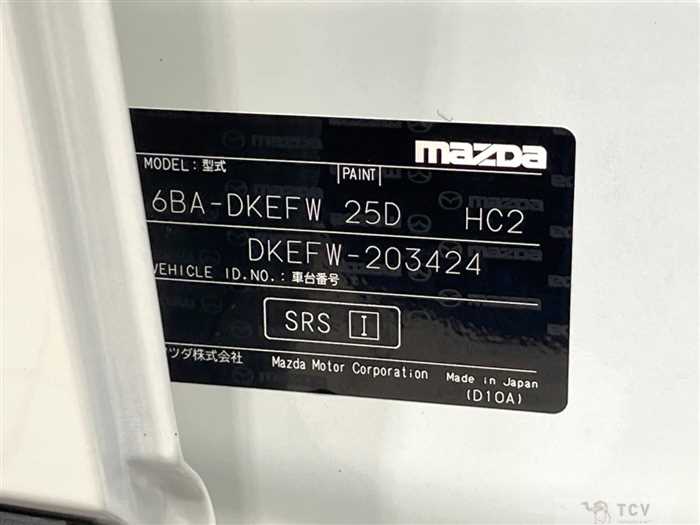 mazda
MODEL:型式
PAINT
6BA-DKEFW 25D HC2
DKEFW-203424
VEHICLE ID.NO.:車台番号
SRS I
ツダ株式会社 Mazda Motor Corporation Made in Japan
(D10A)
TCV